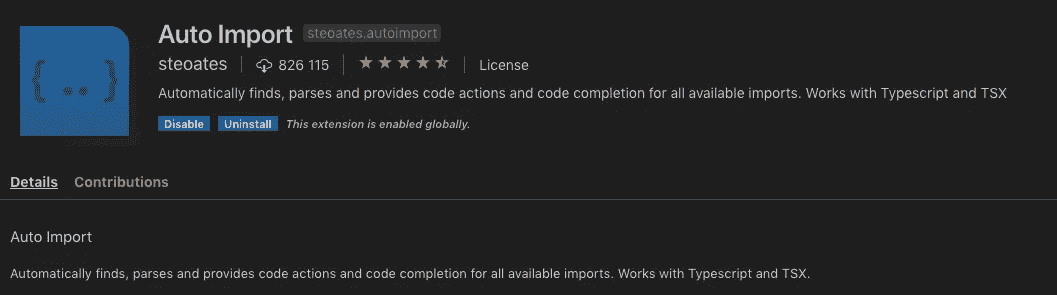 { .. }
Auto Import steoates.autoimport
steoates 826 115 License
Automatically finds, parses and provides code actions and code completion for all available imports. Works with Typescript and TSX
Disable Uninstall This extension is enabled globally.
Details Contributions
Auto Import
Automatically finds, parses and provides code actions and code completion for all available imports. Works with Typescript and TSX.